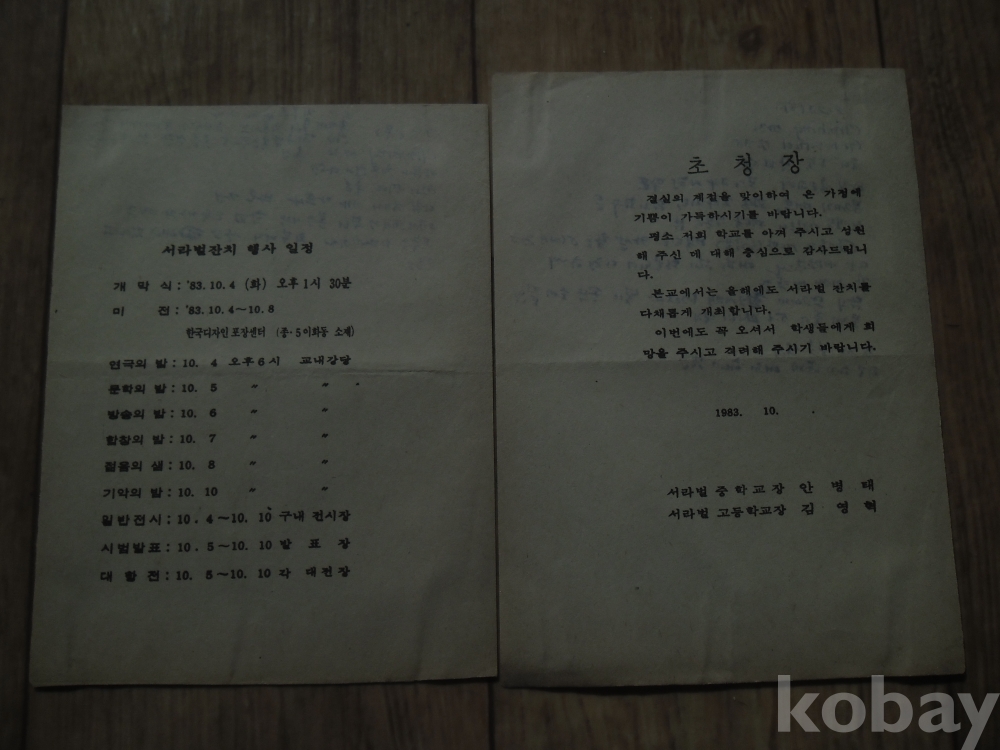 서라벌잔치 행사 일정
개 막 식 : '83. 10. 4 (화) 오후 1시 30분
미 전 : '83. 10. 4~10. 8
한국디자인포장센터 (종·5이화동 소재)
연극의 밤 : 10. 4 오후 6시 교내강당
문학의 밤 : 10. 5 〃 〃
방송의 밤 : 10. 6 〃 〃
합창의 밤 : 10. 7 〃 〃
젊음의 샘 : 10. 8 〃 〃
기악의 밤 : 10. 10 〃 〃
일반전시 : 10. 4~10. 10 구내 전시장
시범발표 : 10. 5~10. 10 발 표 장
대 항 전 : 10. 5~10. 10 각 대전장
초 청 장
결실의 계절을 맞이하여 온 가정에
기쁨이 가득하시기를 바랍니다.
평소 저희 학교를 아껴 주시고 성원
해 주신 데 대해 충심으로 감사드립니
다.
본교에서는 올해에도 서라벌 잔치를
다채롭게 개최합니다.
이번에도 꼭 오셔서 학생들에게 희
망을 주시고 격려해 주시기 바랍니다.
1983. 10.
서라벌 중학교장 안 병 태
서라벌 고등학교장 김 영 혁
kobay